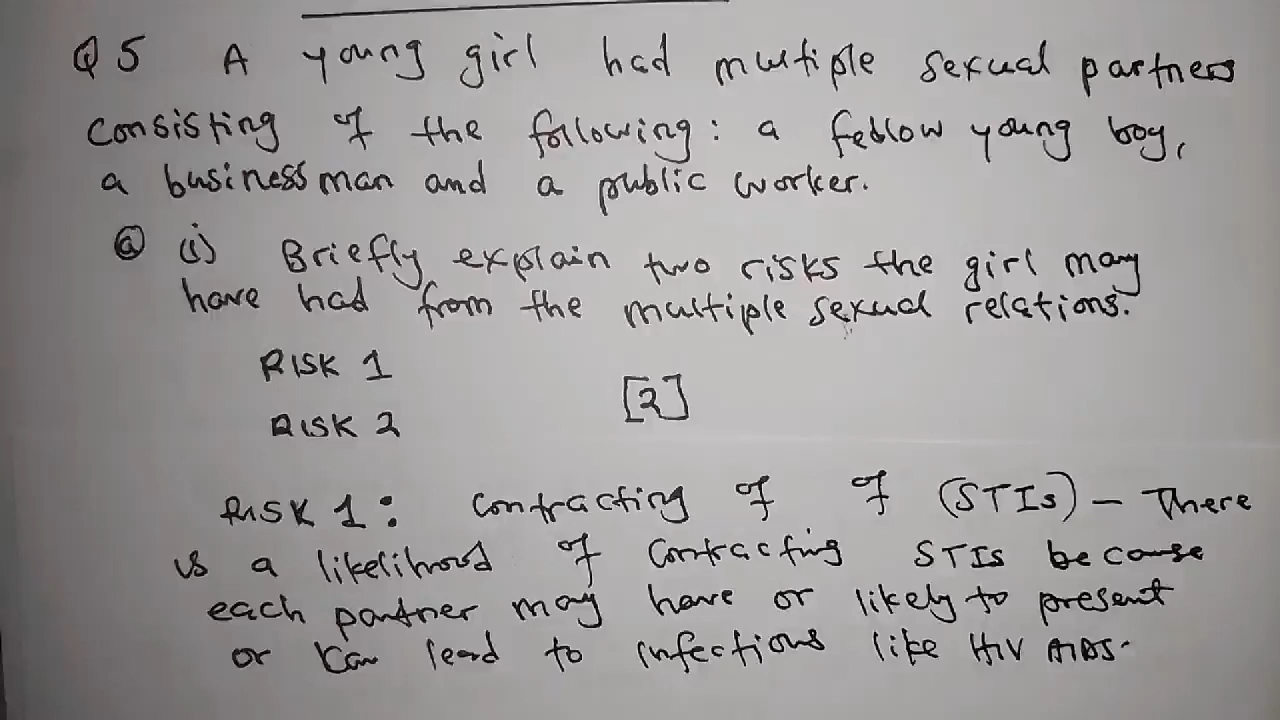 Q5 A young girl had multiple sexual partners
consisting of the following: a fellow young boy,
a businessman and a public worker.
(a) (i) Briefly explain two risks the girl may
have had from the multiple sexual relations.
RISK 1
[2]
RISK 2
RISK 1: contracting of of (STIs) – There
is a likelihood of contracting STIs because
each partner may have or likely to present
or can lead to infections like HIV AIDS.